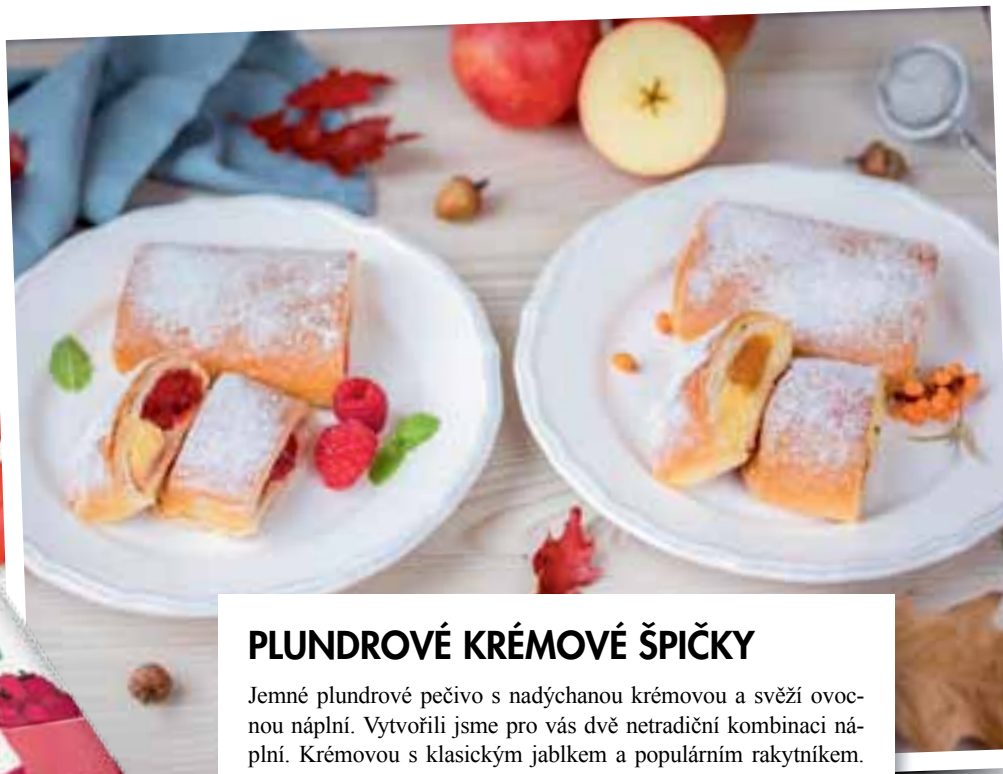 PLUNDROVÉ KRÉMOVÉ ŠPIČKY
Jemné plundrové pečivo s nadýchanou krémovou a svěží ovoc-
nou náplní. Vytvořili jsme pro vás dvě netradiční kombinaci ná-
plní. Krémovou s klasickým jablkem a populárním rakytníkem.